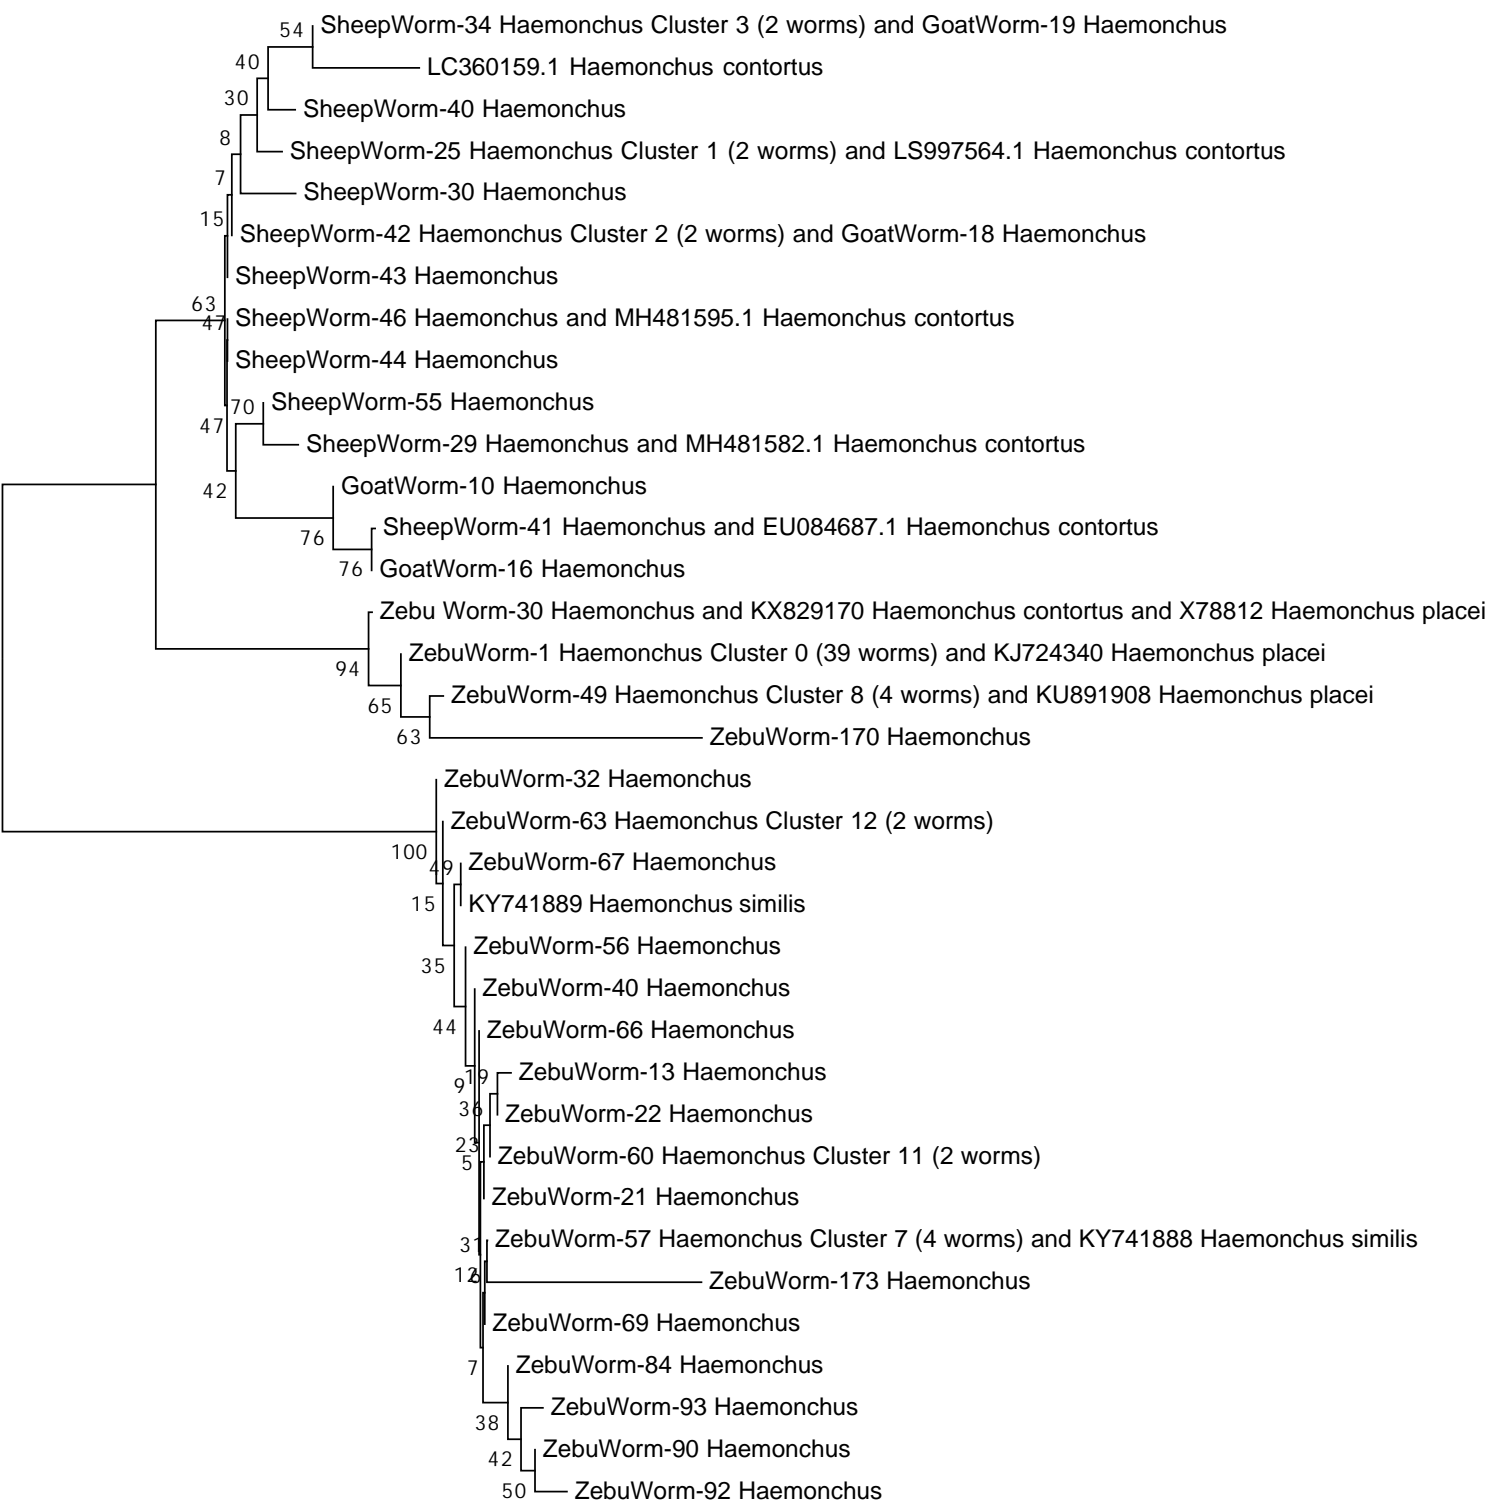 54 SheepWorm-34 Haemonchus Cluster 3 (2 worms) and GoatWorm-19 Haemonchus
40 LC360159.1 Haemonchus contortus
30 SheepWorm-40 Haemonchus
8 SheepWorm-25 Haemonchus Cluster 1 (2 worms) and LS997564.1 Haemonchus contortus
7 SheepWorm-30 Haemonchus
15 SheepWorm-42 Haemonchus Cluster 2 (2 worms) and GoatWorm-18 Haemonchus
SheepWorm-43 Haemonchus
63
47 SheepWorm-46 Haemonchus and MH481595.1 Haemonchus contortus
SheepWorm-44 Haemonchus
70 SheepWorm-55 Haemonchus
47 SheepWorm-29 Haemonchus and MH481582.1 Haemonchus contortus
42 GoatWorm-10 Haemonchus
76 SheepWorm-41 Haemonchus and EU084687.1 Haemonchus contortus
76 GoatWorm-16 Haemonchus
Zebu Worm-30 Haemonchus and KX829170 Haemonchus contortus and X78812 Haemonchus placei
94 ZebuWorm-1 Haemonchus Cluster 0 (39 worms) and KJ724340 Haemonchus placei
65 ZebuWorm-49 Haemonchus Cluster 8 (4 worms) and KU891908 Haemonchus placei
63 ZebuWorm-170 Haemonchus
ZebuWorm-32 Haemonchus
ZebuWorm-63 Haemonchus Cluster 12 (2 worms)
100
49 ZebuWorm-67 Haemonchus
15 KY741889 Haemonchus similis
35 ZebuWorm-56 Haemonchus
ZebuWorm-40 Haemonchus
44 ZebuWorm-66 Haemonchus
9 19 ZebuWorm-13 Haemonchus
36 ZebuWorm-22 Haemonchus
23
5 ZebuWorm-60 Haemonchus Cluster 11 (2 worms)
ZebuWorm-21 Haemonchus
31 ZebuWorm-57 Haemonchus Cluster 7 (4 worms) and KY741888 Haemonchus similis
6 ZebuWorm-173 Haemonchus
ZebuWorm-69 Haemonchus
7 ZebuWorm-84 Haemonchus
38 ZebuWorm-93 Haemonchus
42 ZebuWorm-90 Haemonchus
50 ZebuWorm-92 Haemonchus